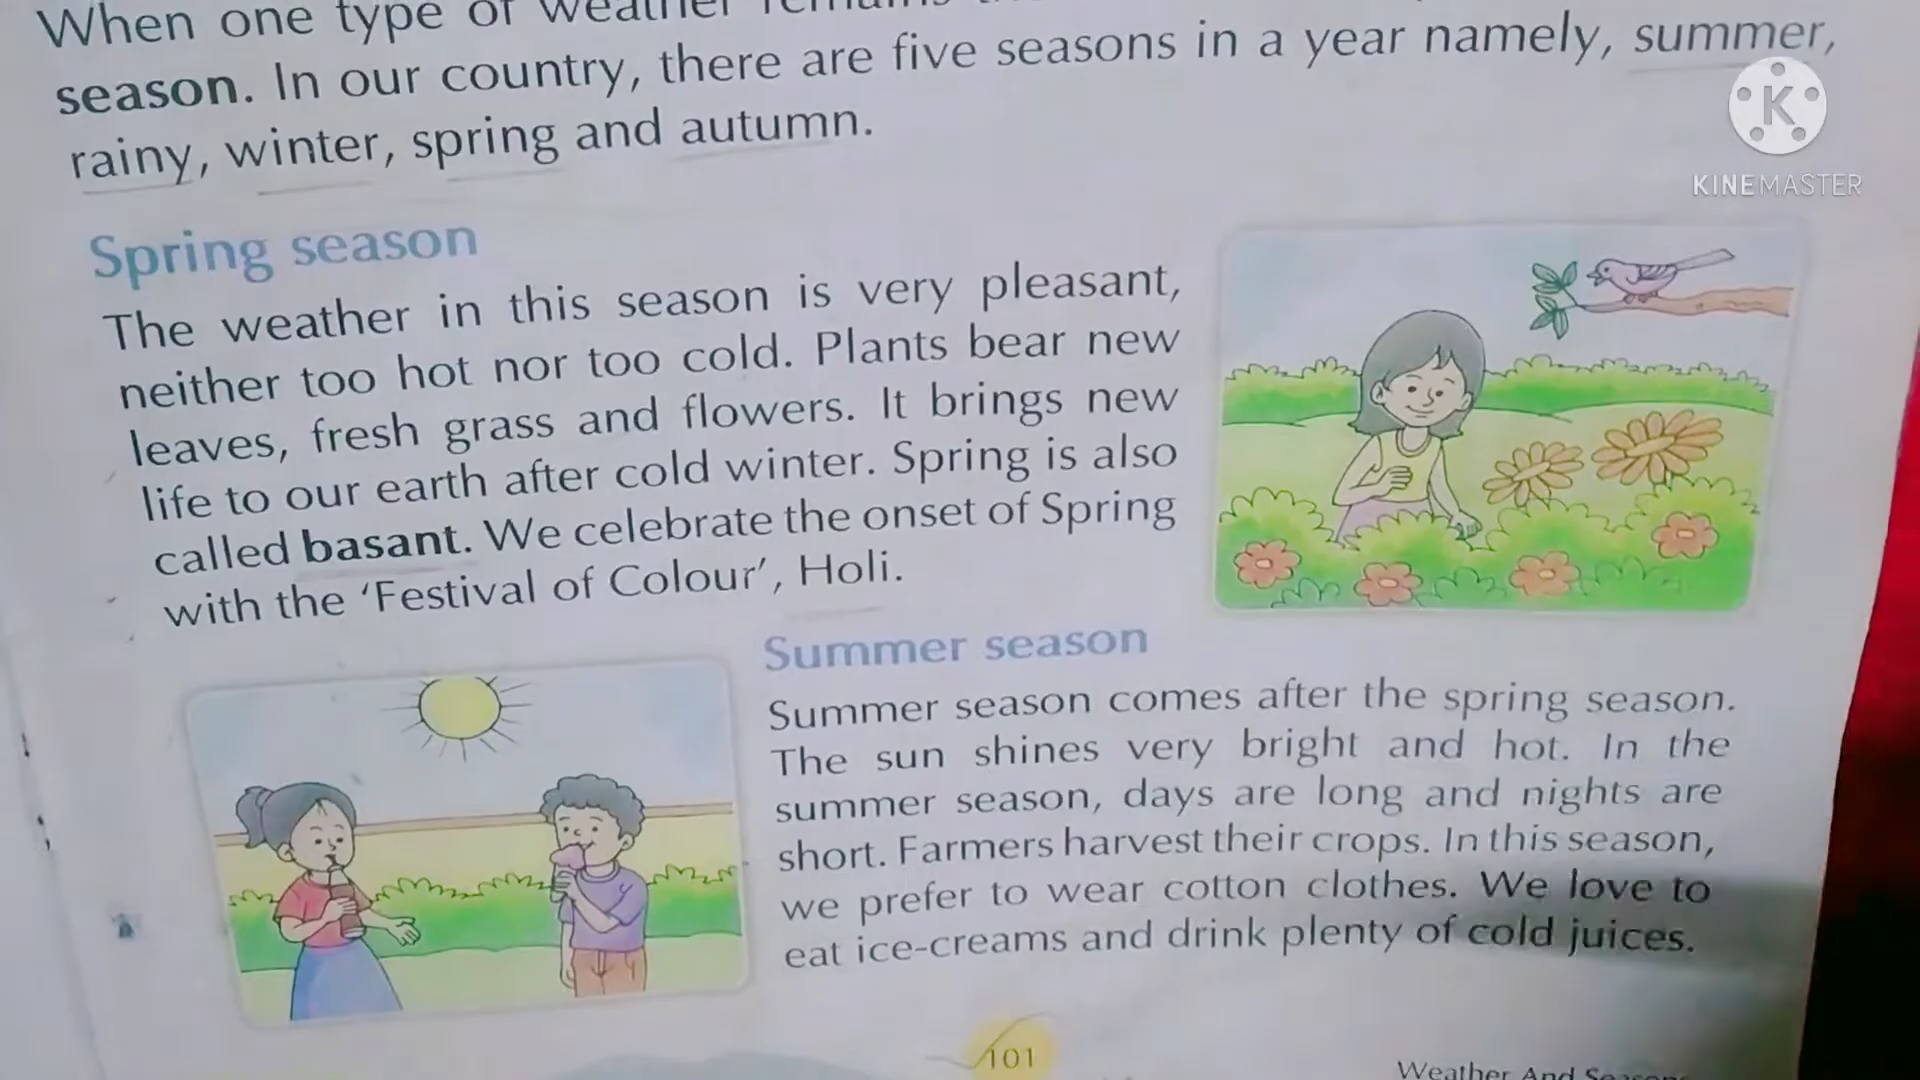 When one type of weather remains
season. In our country, there are five seasons in a year namely, summer,
rainy, winter, spring and autumn.
KINEMASTER
Spring season
The weather in this season is very pleasant,
neither too hot nor too cold. Plants bear new
leaves, fresh grass and flowers. It brings new
life to our earth after cold winter. Spring is also
called basant. We celebrate the onset of Spring
with the ‘Festival of Colour’, Holi.
Summer season
Summer season comes after the spring season.
The sun shines very bright and hot. In the
summer season, days are long and nights are
short. Farmers harvest their crops. In this season,
we prefer to wear cotton clothes. We love to
eat ice-creams and drink plenty of cold juices.
101
Weather And Seasons